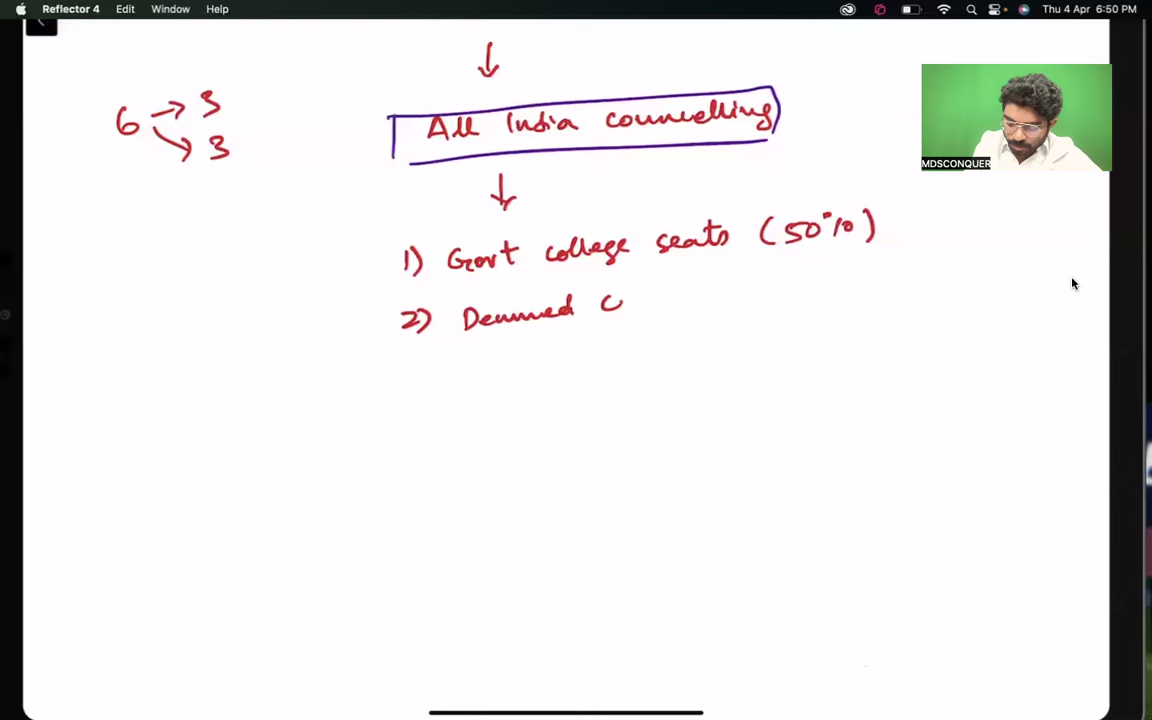 Reflector 4 Edit Window Help Thu 4 Apr 6:50 PM
6 → 3
→ 3
All India councelling
MDSCONQUER
1) Govt college seats (50%)
2) Deemed C